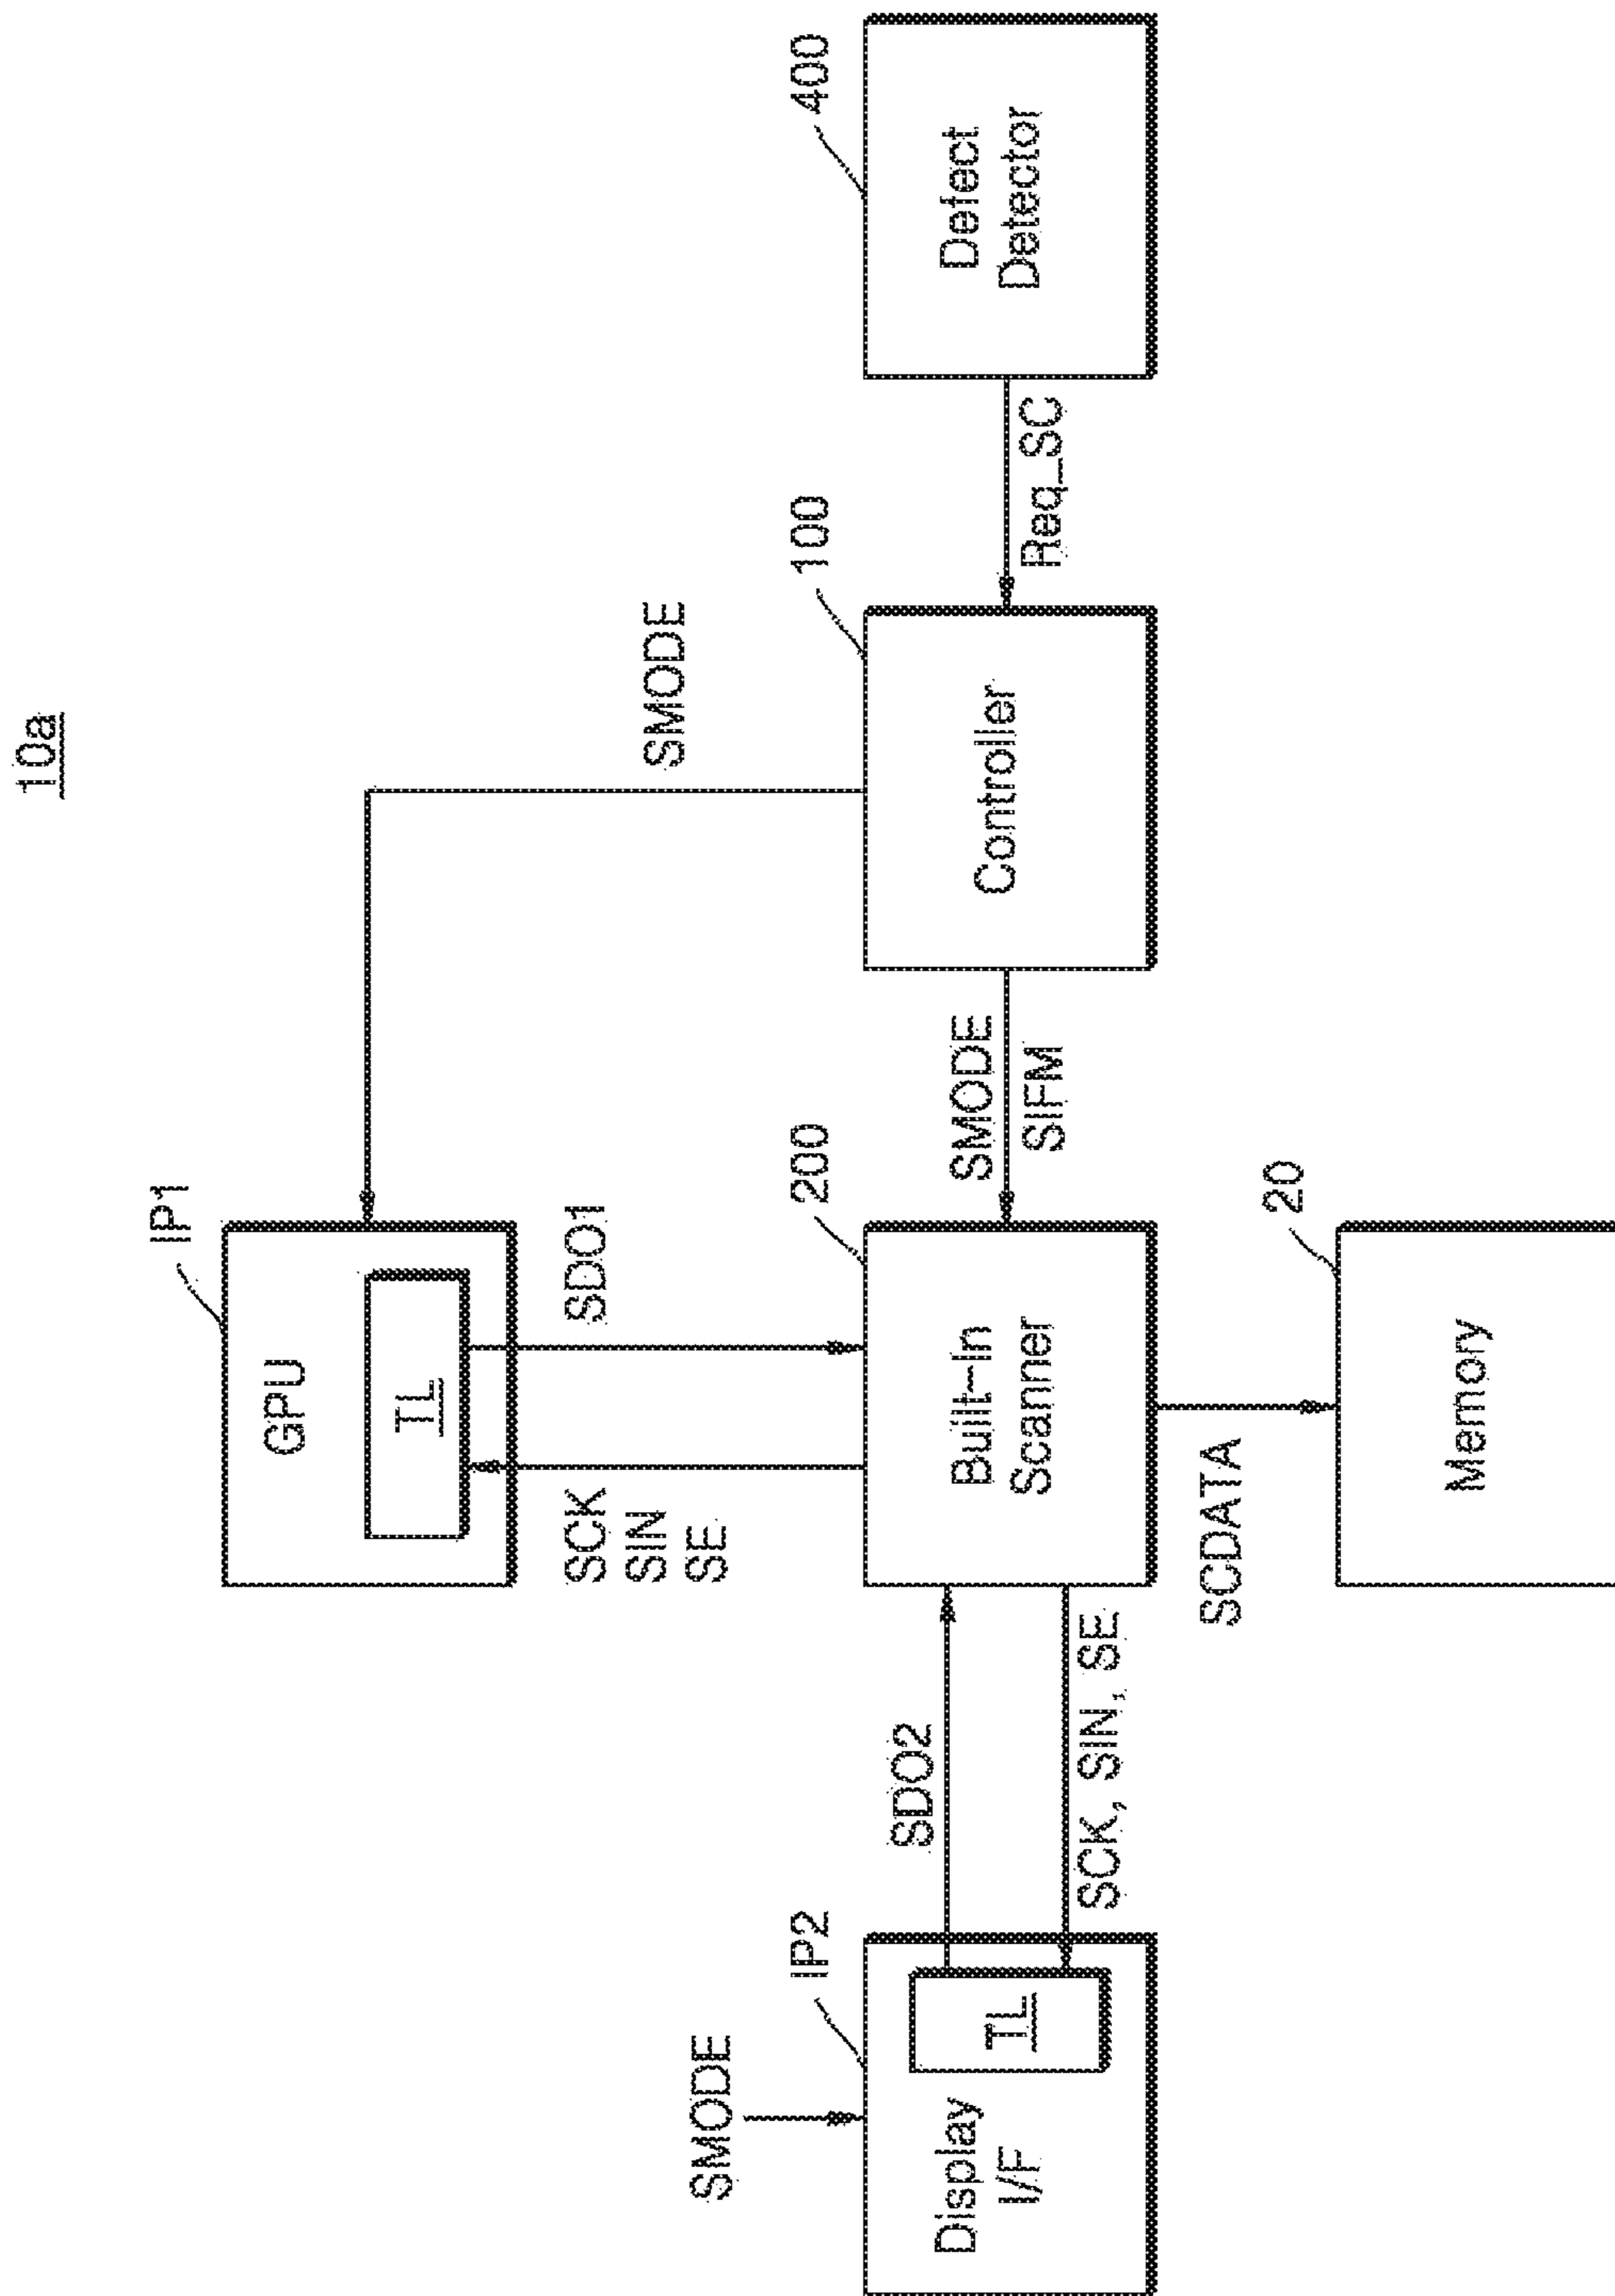 10a
IP1
GPU
TL
SMODE
SCK
SIN
SE
SDO1
SMODE
IP2
200
100
400
Display
I/F
TL
SDO2
SCK, SIN, SE
Built-In
Scanner
SMODE
SIFM
Controller
Req_SC
Defect
Detector
SCDATA
20
Memory